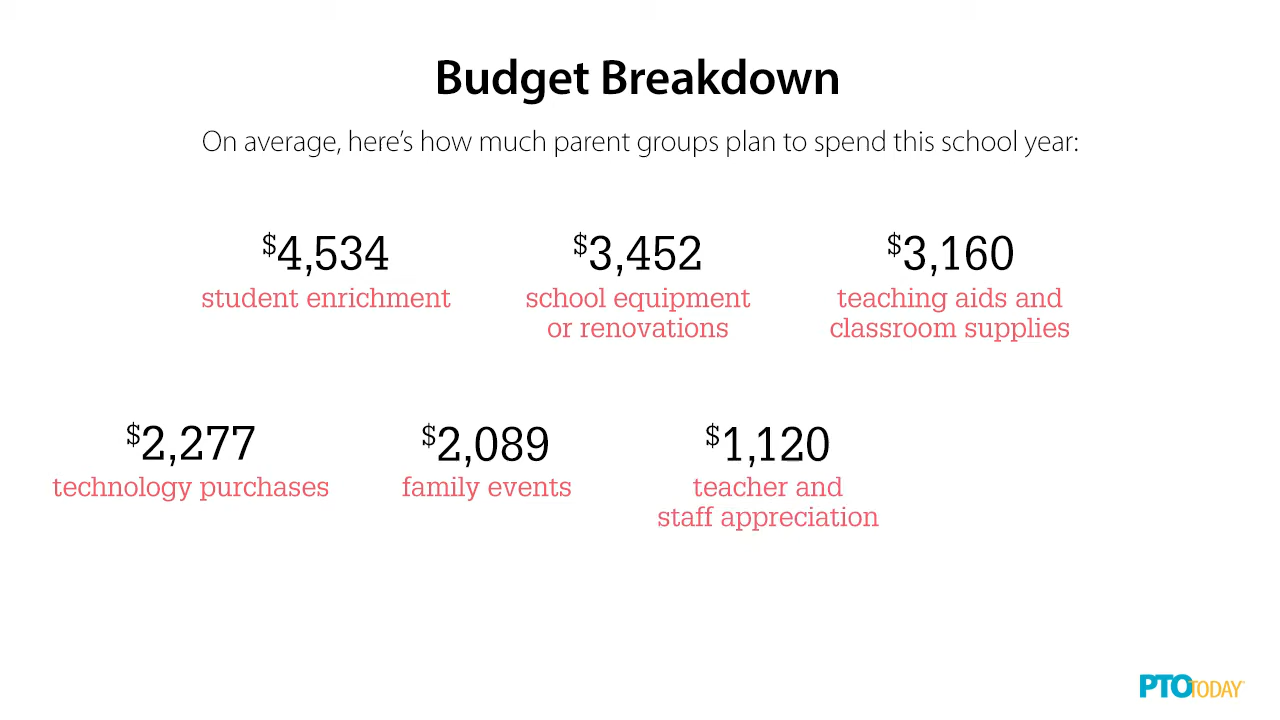 Budget Breakdown
On average, here’s how much parent groups plan to spend this school year:
$4,534
student enrichment
$3,452
school equipment
or renovations
$3,160
teaching aids and
classroom supplies
$2,277
technology purchases
$2,089
family events
$1,120
teacher and
staff appreciation
PTOTODAY